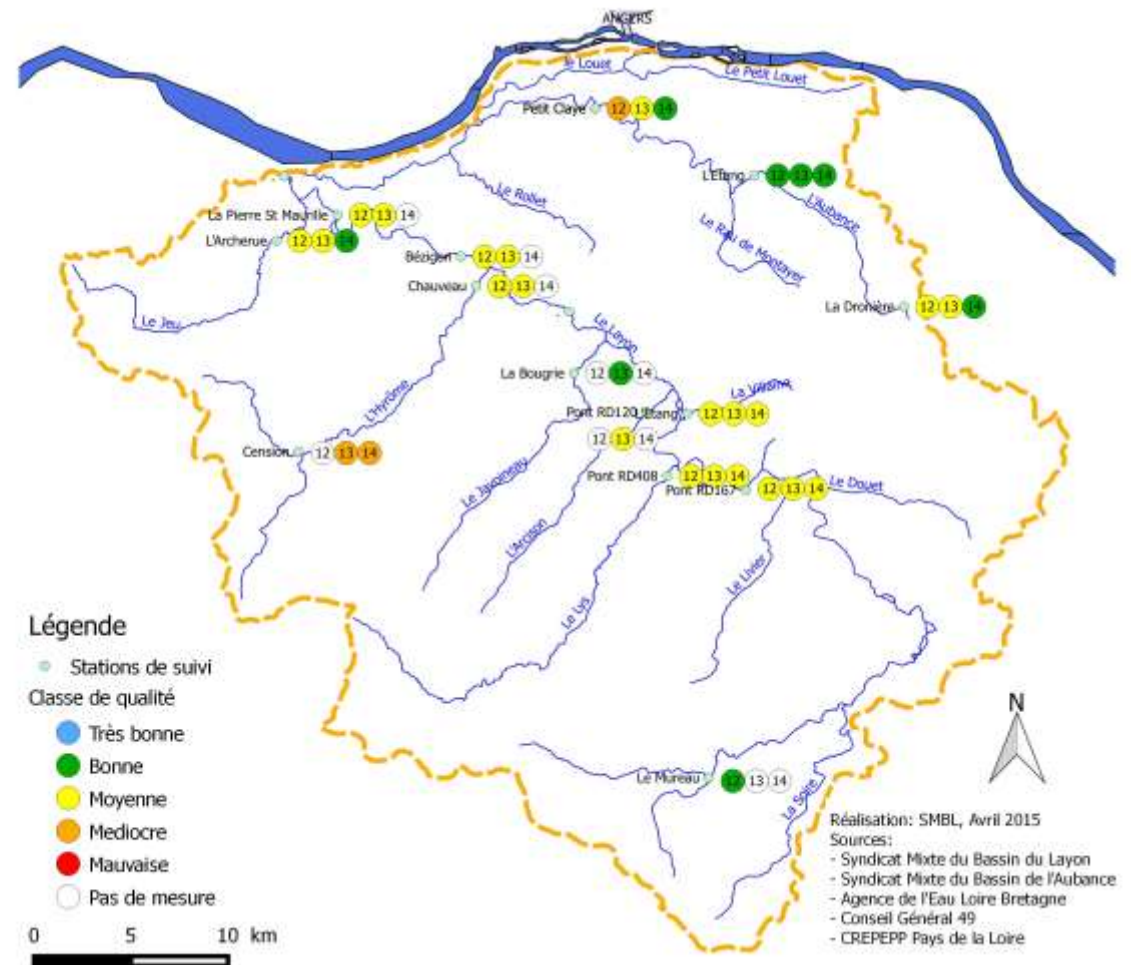 ANGERS
le Louet
Le Petit Louet
Petit Claye 12 13 14
L'Etang 12 13 14
L'Aubance
Le Rollet
La Pierre St Maurille 12 13 14
L'Archerue 12 13 14
Le Rau de Montayer
Bézigon 12 13 14
Chauveau 12 13 14
La Dronière 12 13 14
Le Jeu
Le Layon
La Bougrie 12 13 14
L'Hyrôme
La Villaine
Pont RD120 Etang 12 13 14
12 13 14
Cension 12 13 14
Le Javoineau
Pont RD408 12 13 14
Pont RD167 12 13 14
Le Douet
L'Arcison
Le Livier
Le Lys
Le Mureau 12 13 14
La Soire
Légende
Stations de suivi
Classe de qualité
Très bonne
Bonne
Moyenne
Mediocre
Mauvaise
Pas de mesure
0 5 10 km
N
Réalisation: SMBL, Avril 2015
Sources:
- Syndicat Mixte du Bassin du Layon
- Syndicat Mixte du Bassin de l'Aubance
- Agence de l'Eau Loire Bretagne
- Conseil Général 49
- CREPEPP Pays de la Loire